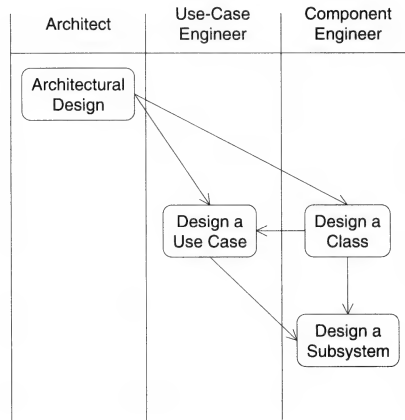 Architect
Use-Case
Engineer
Component
Engineer
Architectural
Design
Design a
Use Case
Design a
Class
Design a
Subsystem